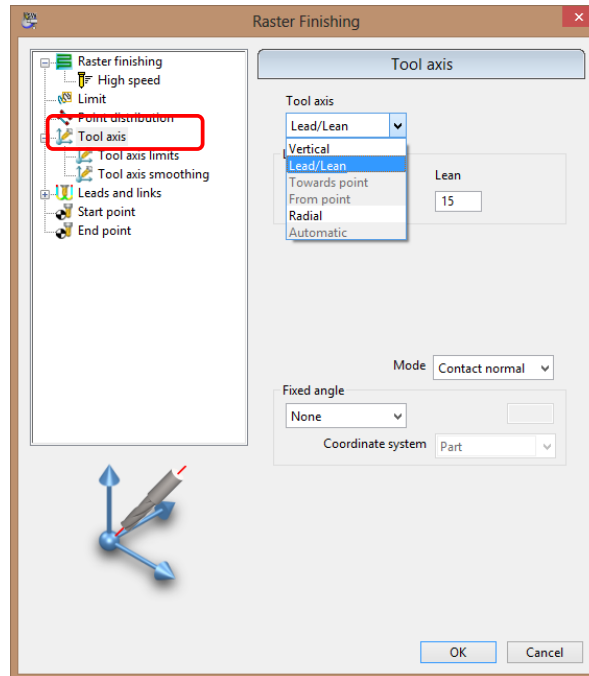 Raster Finishing
Raster finishing
High speed
Limit
Point distribution
Tool axis
Tool axis limits
Tool axis smoothing
Leads and links
Start point
End point
Tool axis
Tool axis
Lead/Lean
Vertical
Lead/Lean
Towards point
From point
Radial
Automatic
Lean
15
Mode
Contact normal
Fixed angle
None
Coordinate system
Part
OK
Cancel